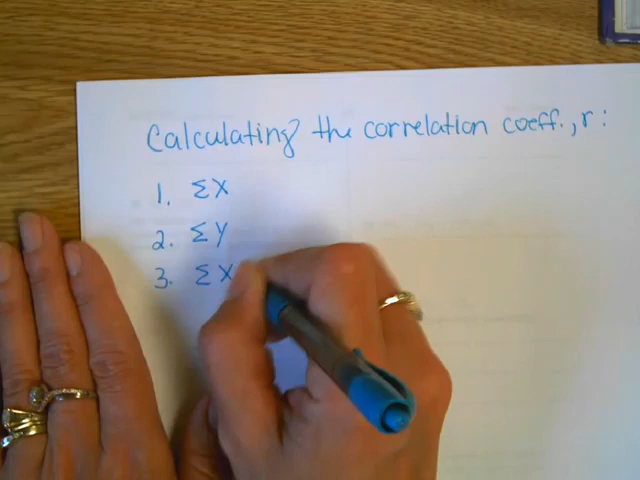 Calculating the correlation coeff., r:
1. ΣX
2. Σy
3. ΣX